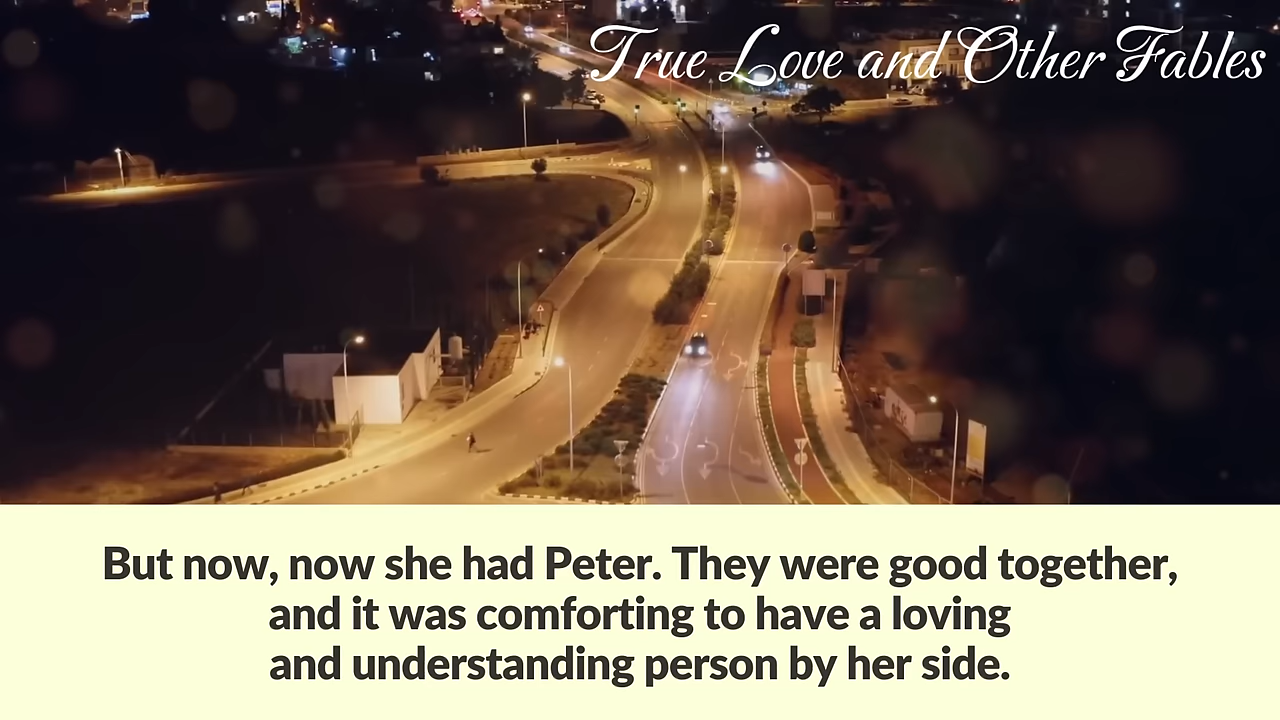 True Love and Other Fables
But now, now she had Peter. They were good together,
and it was comforting to have a loving
and understanding person by her side.